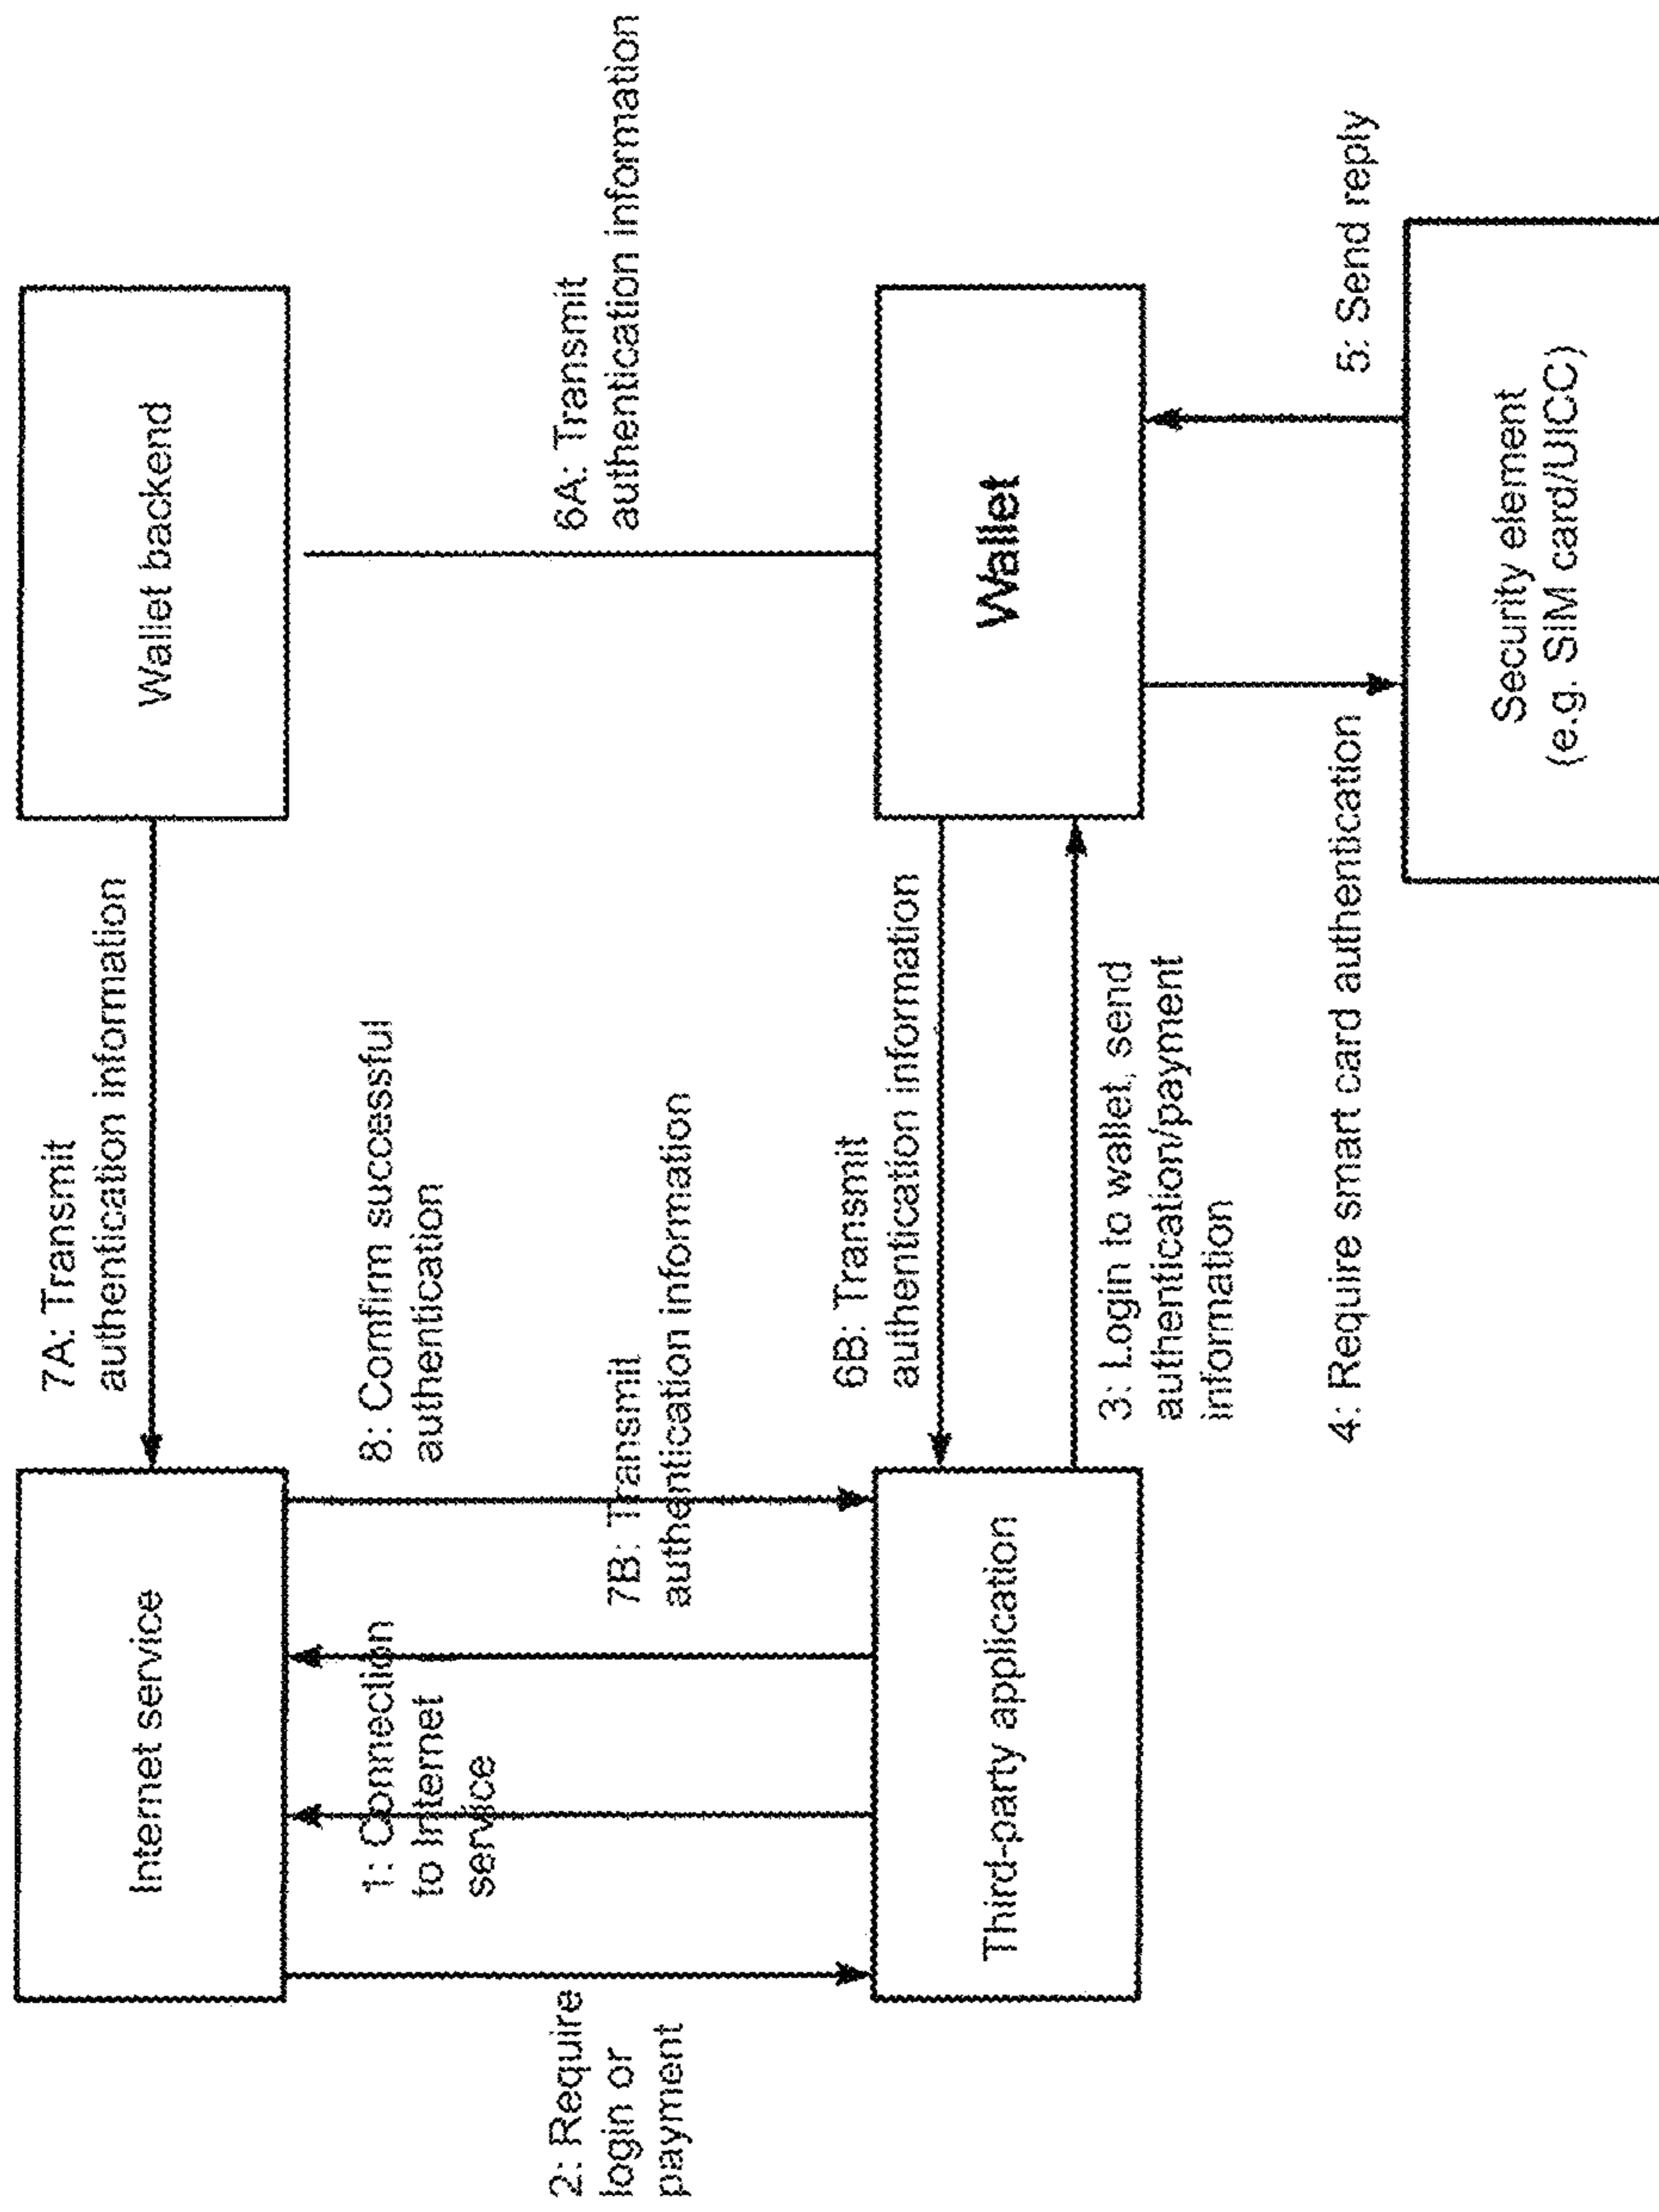 Internet service
Wallet backend
7A: Transmit
authentication information
1: Connection
to Internet
service
8: Comfirm successful
authentication
2: Require
login or
payment
7B: Transmit
authentication information
6A: Transmit
authentication information
6B: Transmit
authentication information
Third-party application
Wallet
3: Login to wallet, send
authentication/payment
information
4: Require smart card authentication
5: Send reply
Security element
(e.g. SIM card/UICC)